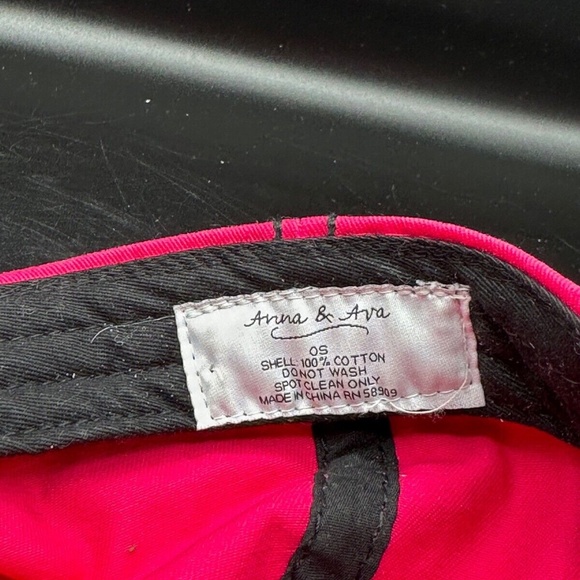 Anna & Ava
OS
SHELL 100% COTTON
DO NOT WASH
SPOT CLEAN ONLY
MADE IN CHINA RN 58909